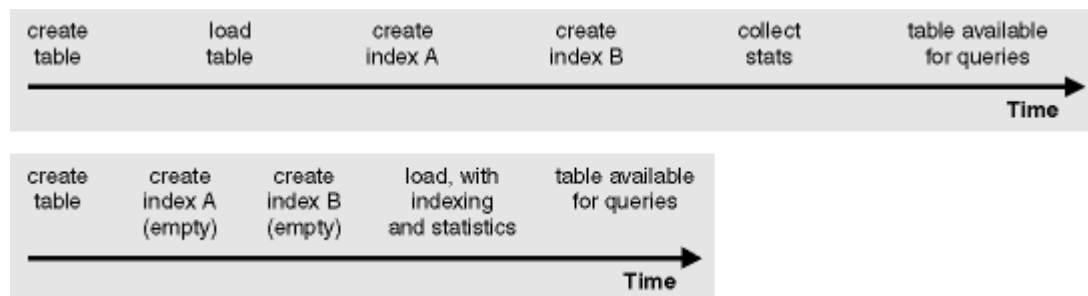 create load create create collect table available
table table index A index B stats for queries
Time
create create create load, with table available
table index A index B indexing for queries
(empty) (empty) and statistics
Time